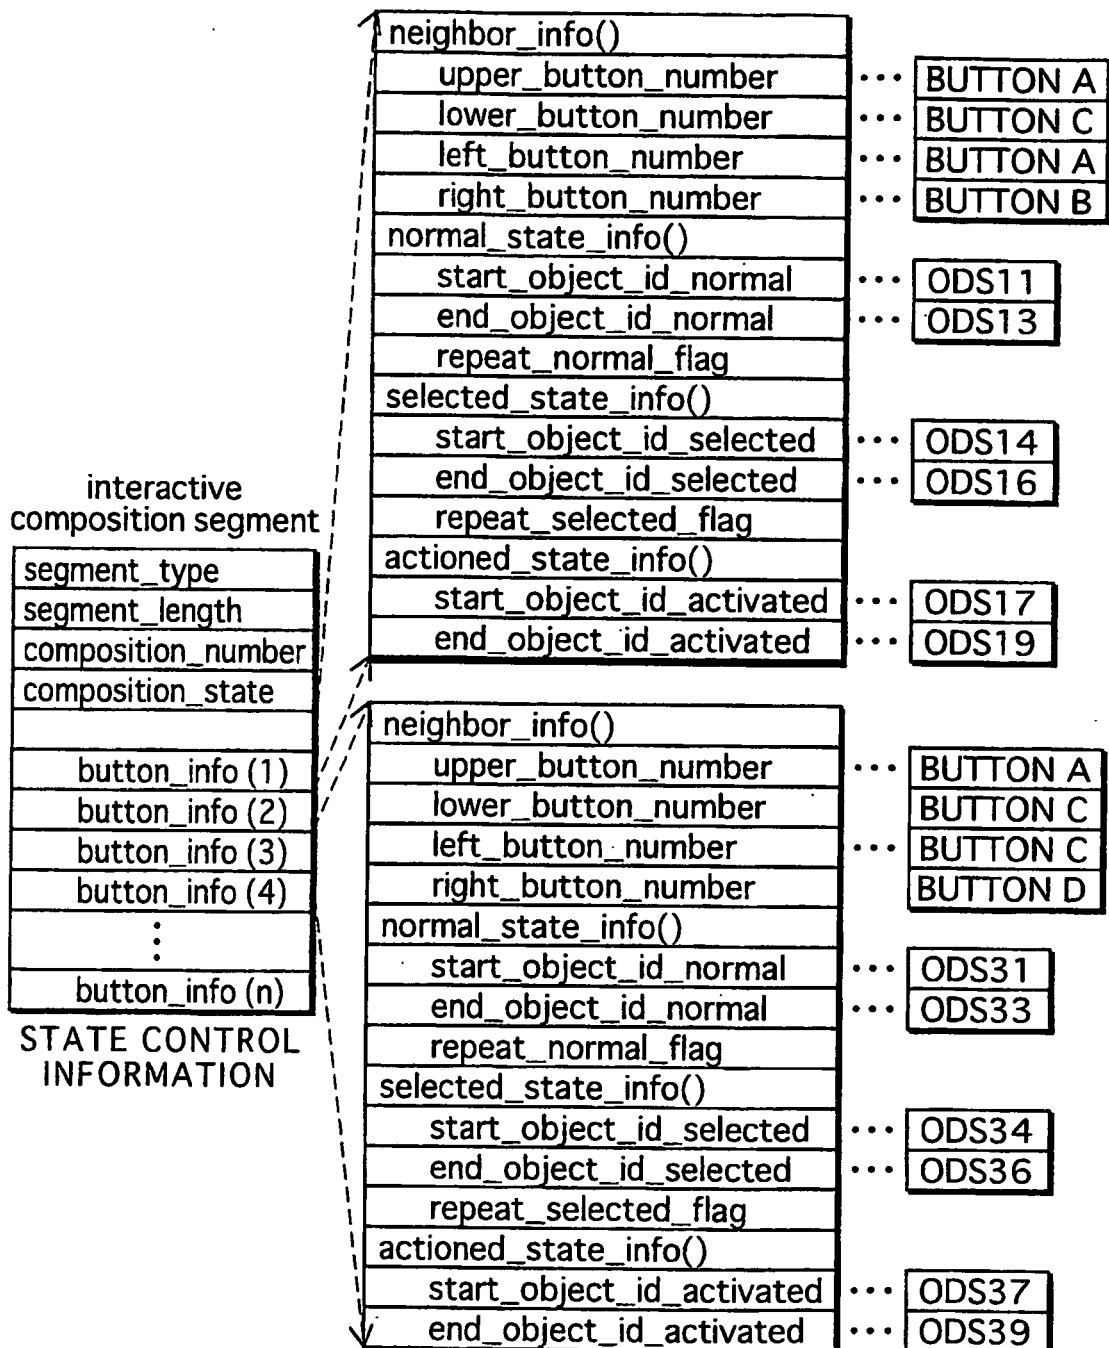 neighbor_info()
upper_button_number ··· BUTTON A
lower_button_number ··· BUTTON C
left_button_number ··· BUTTON A
right_button_number ··· BUTTON B
normal_state_info()
start_object_id_normal ··· ODS11
end_object_id_normal ··· ODS13
repeat_normal_flag
selected_state_info()
start_object_id_selected ··· ODS14
end_object_id_selected ··· ODS16
repeat_selected_flag
actioned_state_info()
start_object_id_activated ··· ODS17
end_object_id_activated ··· ODS19
interactive
composition segment
segment_type
segment_length
composition_number
composition_state
button_info (1)
button_info (2)
button_info (3)
button_info (4)
⋮
button_info (n)
STATE CONTROL
INFORMATION
neighbor_info()
upper_button_number ··· BUTTON A
lower_button_number BUTTON C
left_button_number ··· BUTTON C
right_button_number BUTTON D
normal_state_info()
start_object_id_normal ··· ODS31
end_object_id_normal ··· ODS33
repeat_normal_flag
selected_state_info()
start_object_id_selected ··· ODS34
end_object_id_selected ··· ODS36
repeat_selected_flag
actioned_state_info()
start_object_id_activated ··· ODS37
end_object_id_activated ··· ODS39